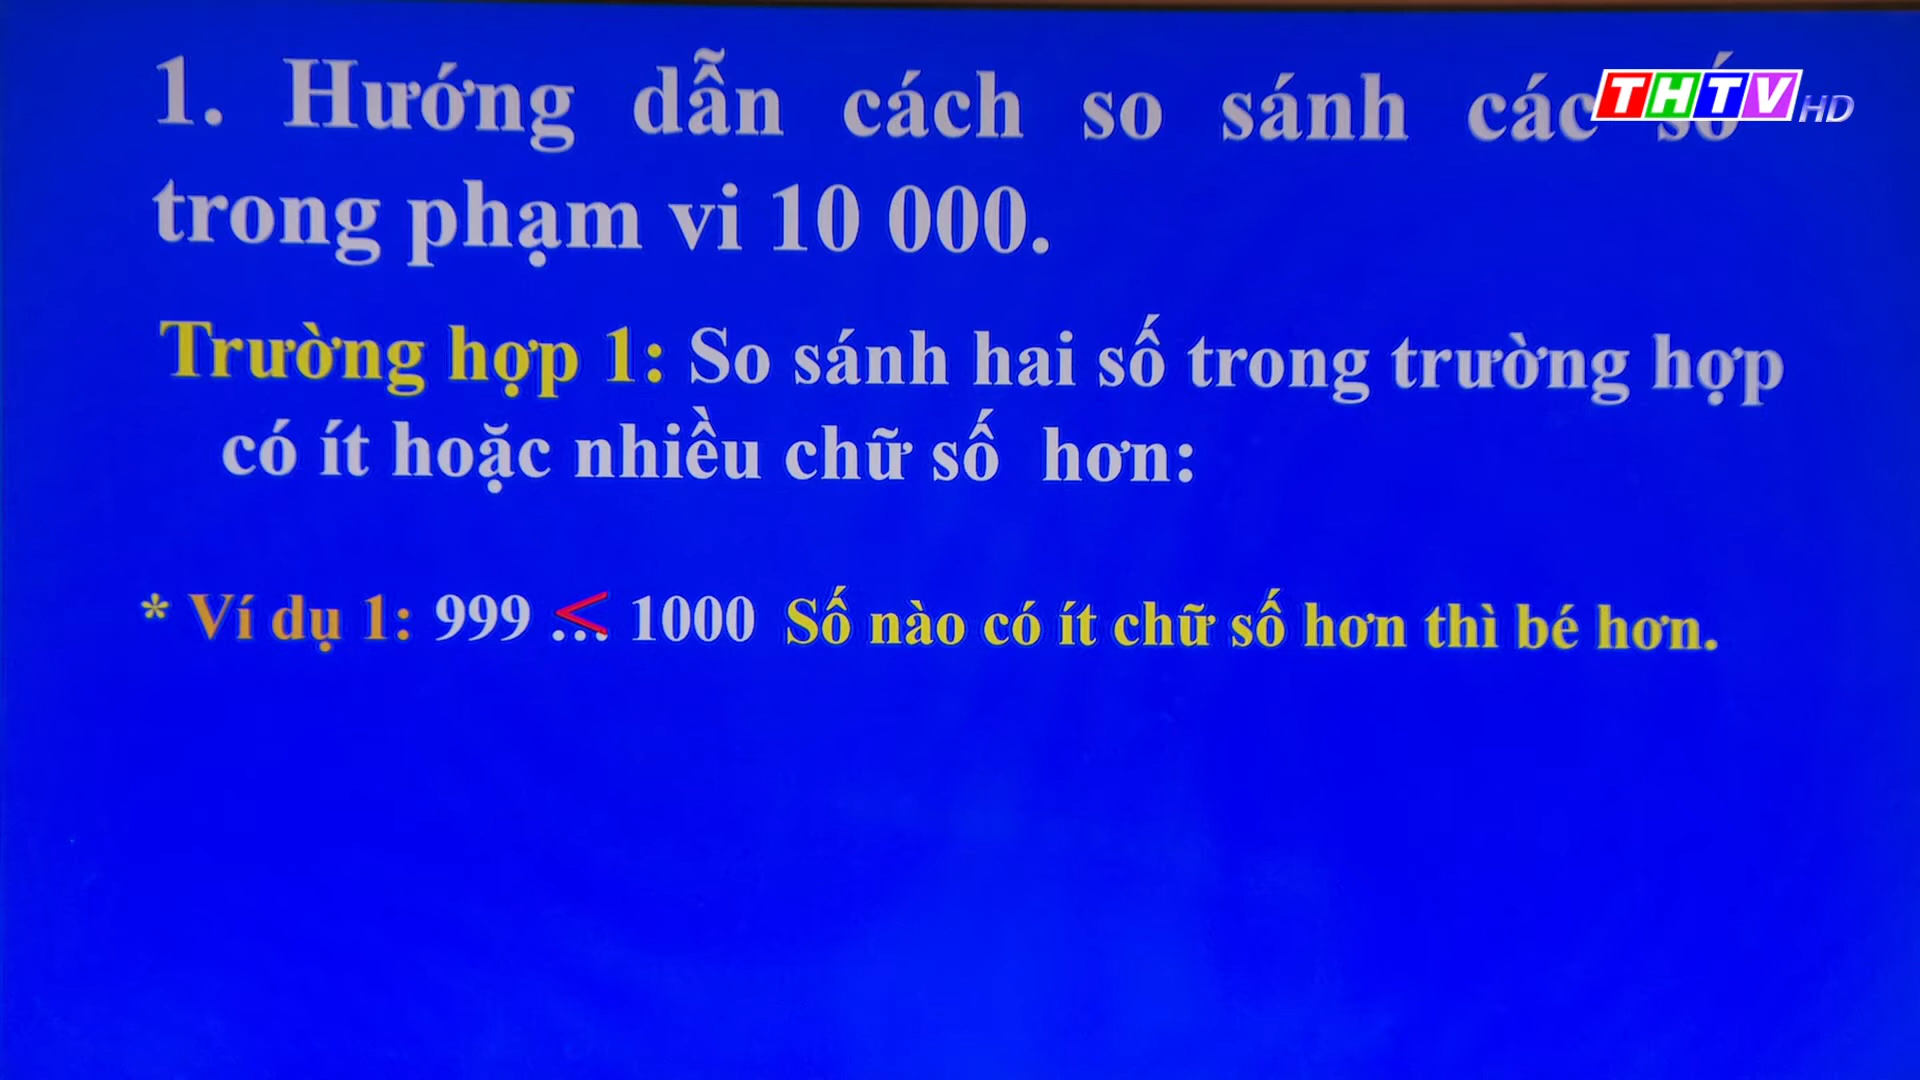 1. Hướng dẫn cách so sánh các số
THTV HD
trong phạm vi 10 000.
Trường hợp 1: So sánh hai số trong trường hợp
có ít hoặc nhiều chữ số hơn:
* Ví dụ 1: 999 ...< 1000 Số nào có ít chữ số hơn thì bé hơn.